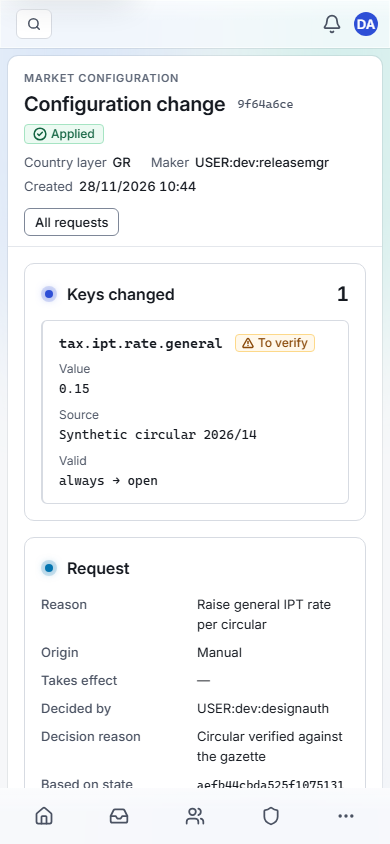 DA
MARKET CONFIGURATION
Configuration change 9f64a6ce
Applied
Country layer GR Maker USER:dev:releasemgr
Created 28/11/2026 10:44
All requests
Keys changed 1
tax.ipt.rate.general To verify
Value
0.15
Source
Synthetic circular 2026/14
Valid
always → open
Request
Reason Raise general IPT rate
per circular
Origin Manual
Takes effect —
Decided by USER:dev:designauth
Decision reason Circular verified against
the gazette
Based on state aefb44cbda525f1075131